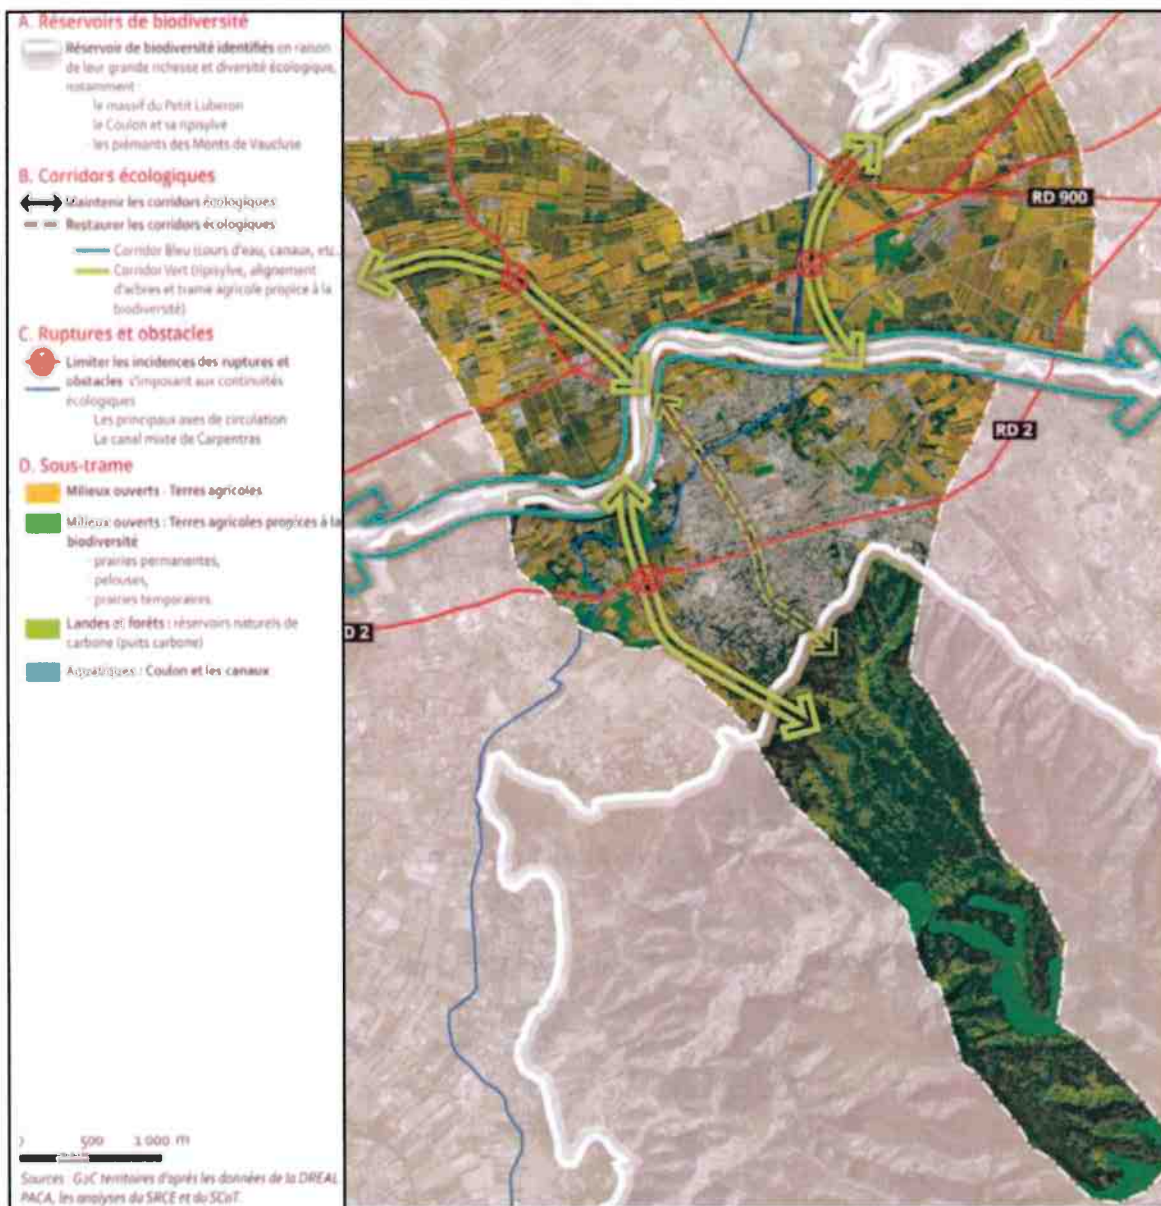 A. Réservoirs de biodiversité
Réservoir de biodiversité identifiés en raison
de leur grande richesse et diversité écologique,
notamment :
le massif du Petit Luberon
le Coulon et sa ripisylve
- les piémonts des Monts de Vaucluse
B. Corridors écologiques
Maintenir les corridors écologiques
Restaurer les corridors écologiques
Corridor Bleu (cours d'eau, canaux, etc.
Corridor Vert (ripisylve, alignement
d'arbres et trame agricole propice à la
biodiversité)
C. Ruptures et obstacles
Limiter les incidences des ruptures et
obstacles s'imposant aux continuités
écologiques
Les principaux axes de circulation
Le canal mixte de Carpentras
D. Sous-trame
Milieux ouverts - Terres agricoles
Milieux ouverts : Terres agricoles propices à la
biodiversité
- prairies permanentes,
- pelouses,
- prairies temporaires.
Landes et forêts : réservoirs naturels de
carbone (puits carbone)
Aquatiques : Coulon et les canaux
500 1 000 m
Sources : G2C territoires d'après les données de la DREAL
PACA, les analyses du SRCE et du SCoT.
RD 900
RD 2
D 2